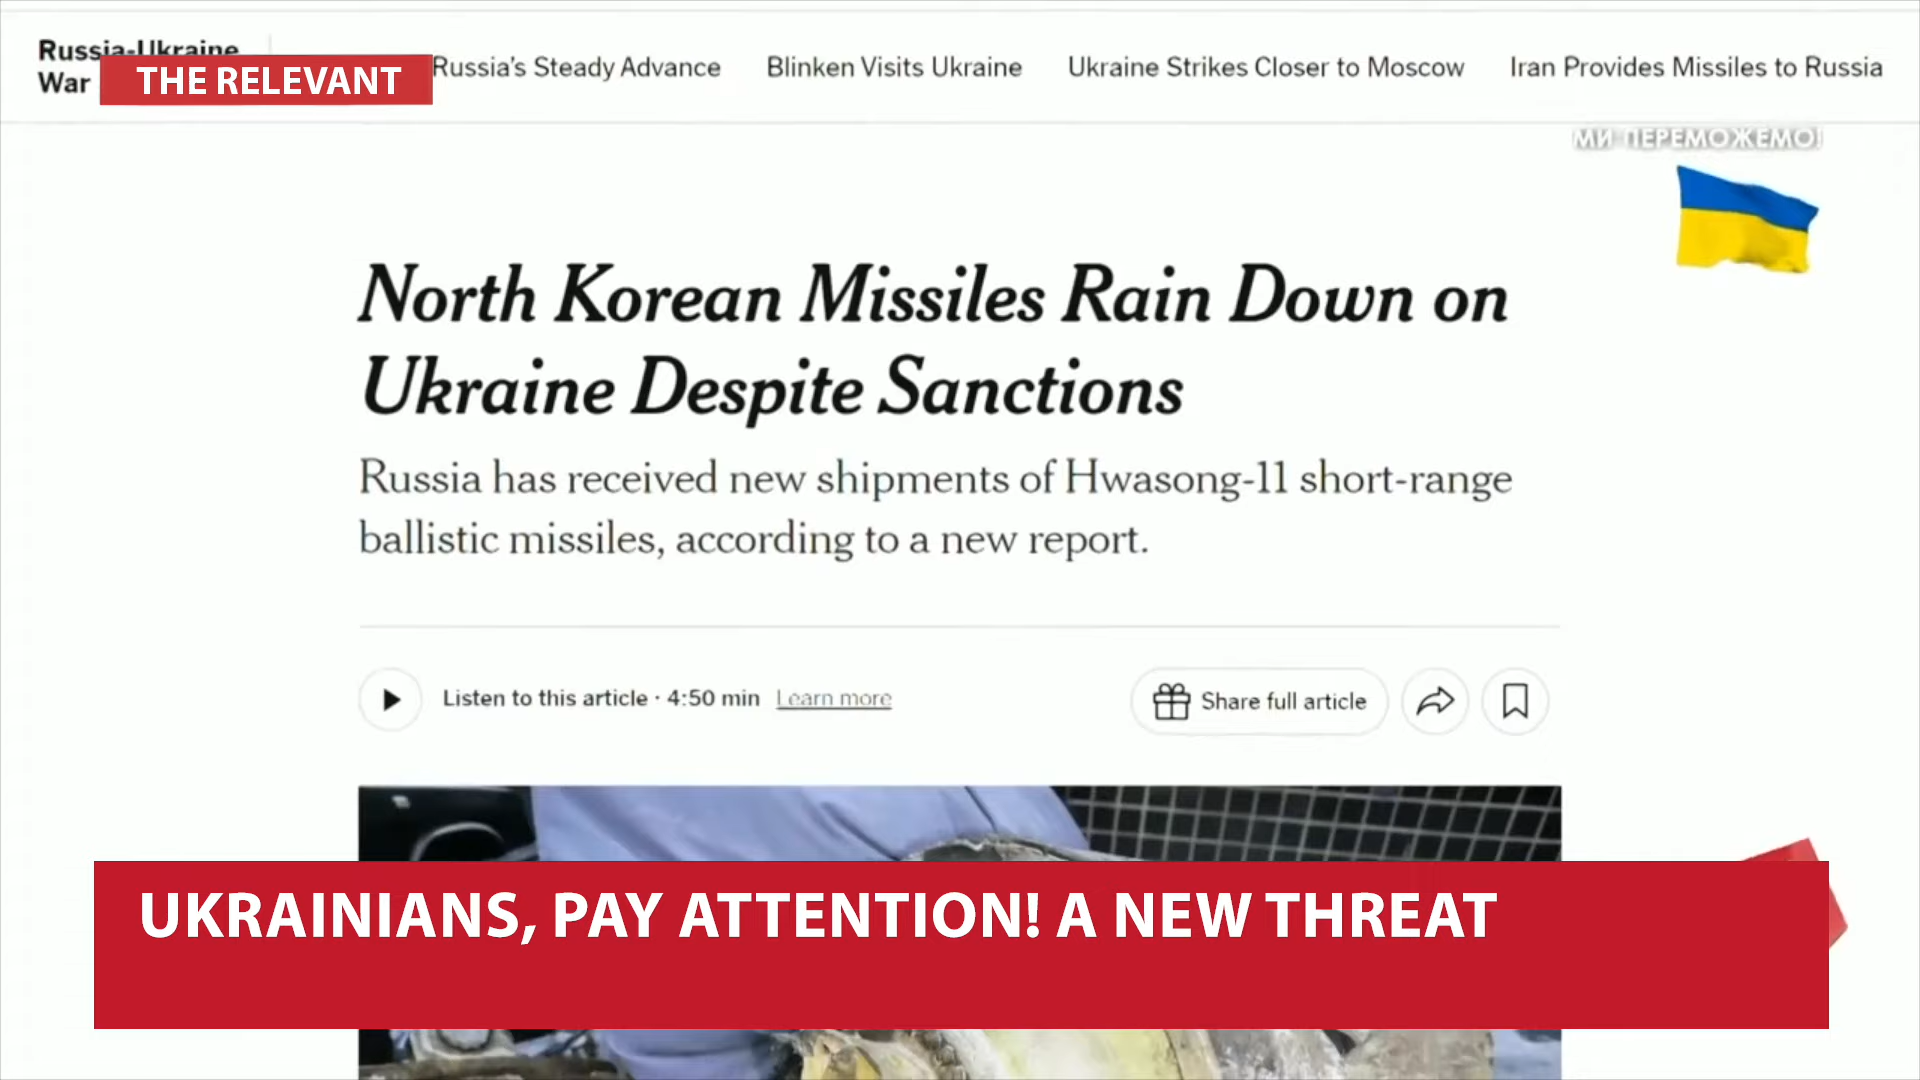 Russia-Ukraine
War
THE RELEVANT
Russia's Steady Advance
Blinken Visits Ukraine
Ukraine Strikes Closer to Moscow
Iran Provides Missiles to Russia
МИ ПЕРЕМОЖЕМО!
North Korean Missiles Rain Down on
Ukraine Despite Sanctions
Russia has received new shipments of Hwasong-11 short-range
ballistic missiles, according to a new report.
Listen to this article · 4:50 min Learn more
Share full article
UKRAINIANS, PAY ATTENTION! A NEW THREAT